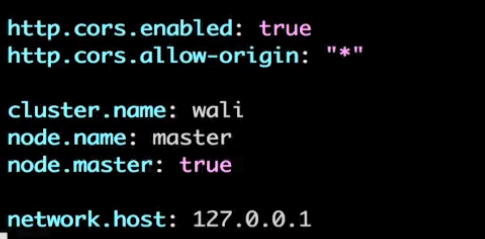 http.cors.enabled: true
http.cors.allow-origin: "*"
cluster.name: wali
node.name: master
node.master: true
network.host: 127.0.0.1